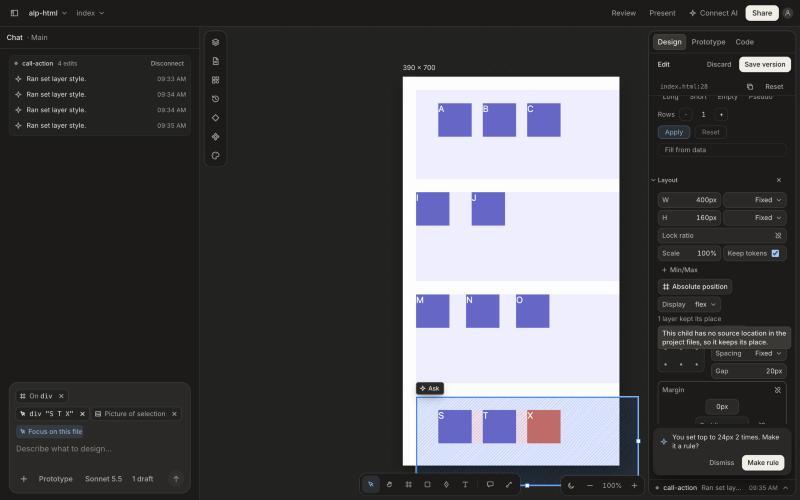 alp-html
index
Review
Present
Connect AI
Share
Chat · Main
call-action 4 edits
Disconnect
Ran set layer style. 09:33 AM
Ran set layer style. 09:34 AM
Ran set layer style. 09:34 AM
Ran set layer style. 09:35 AM
On div
div "S T X"
Picture of selection
Focus on this file
Describe what to design...
Prototype
Sonnet 5.5
1 draft
390 × 700
A B C
I J
M N O
Ask
S T X
100%
Design
Prototype
Code
Edit
Discard
Save version
index.html:28
Reset
Long Short Empty Pseudo
Rows - 1 +
Apply
Reset
Fill from data
Layout
W 400px Fixed
H 160px Fixed
Lock ratio
Scale 100% Keep tokens
+ Min/Max
Absolute position
Display flex
1 layer kept its place
This child has no source location in the
project files, so it keeps its place.
Spacing Fixed
Gap 20px
Margin
0px
You set top to 24px 2 times. Make
it a rule?
Dismiss
Make rule
call-action Ran set lay... 09:35 AM